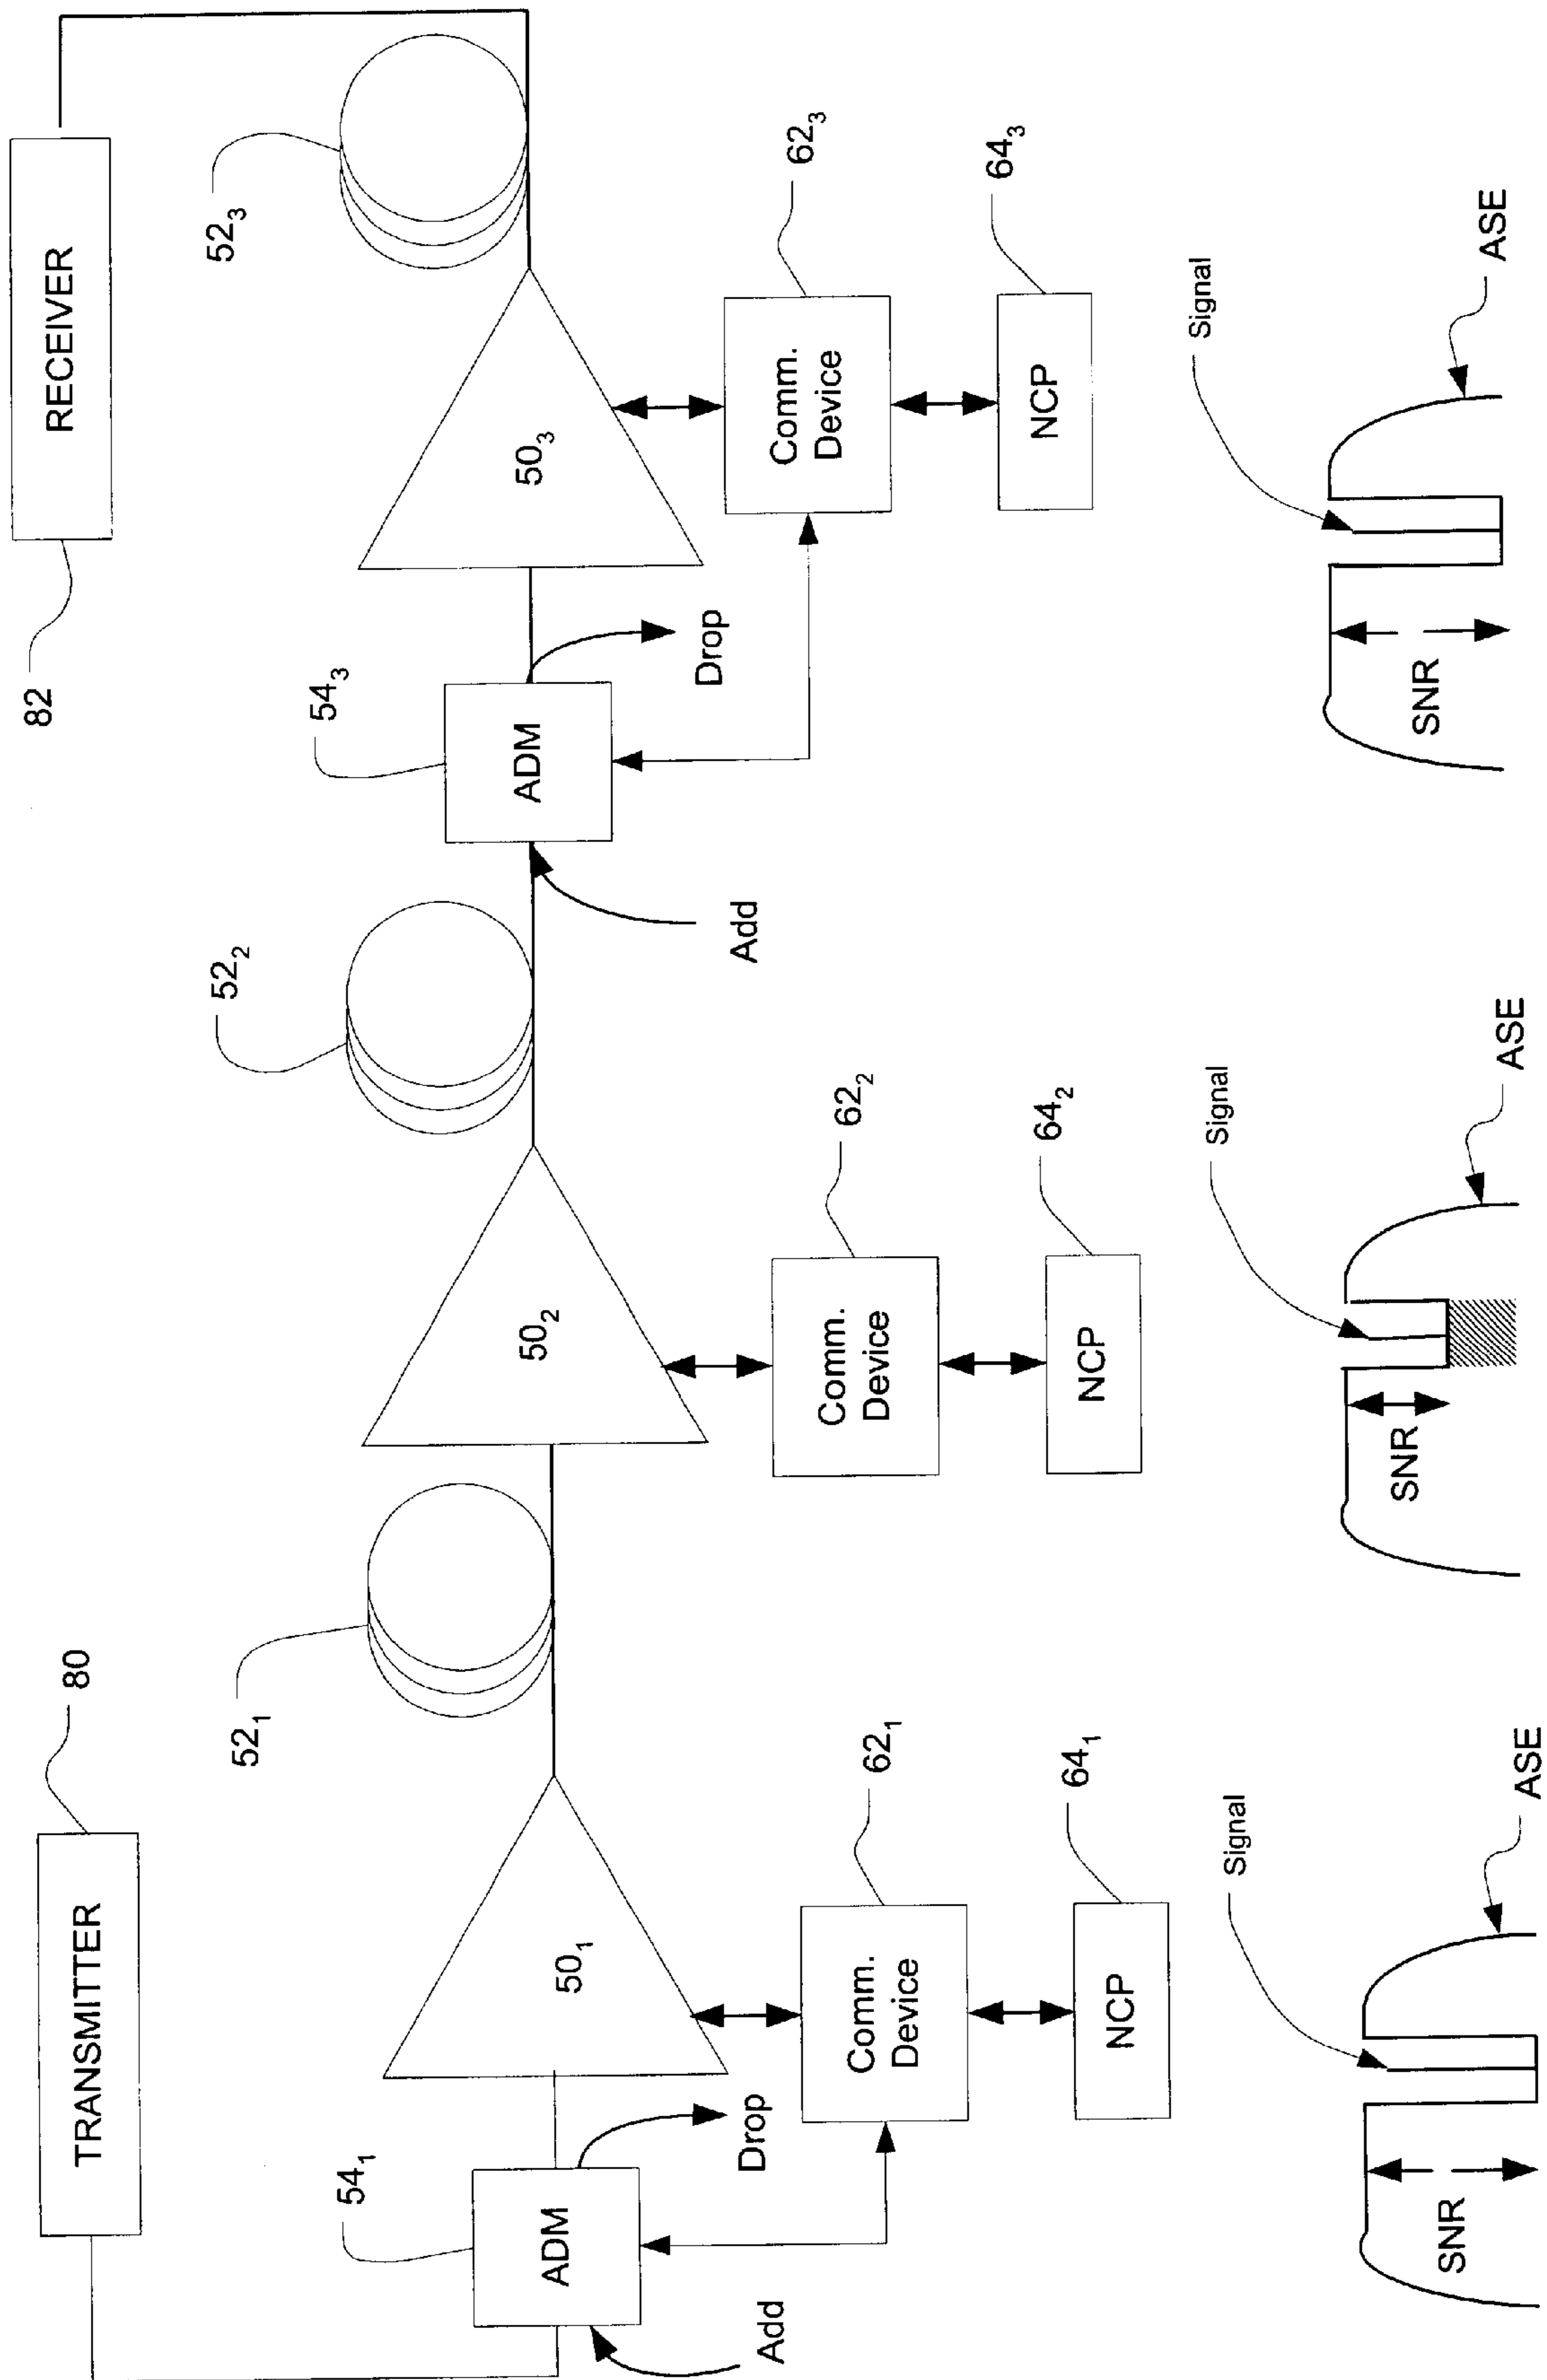 TRANSMITTER
80
RECEIVER
82
52₁
52₂
52₃
54₁
ADM
Add
Drop
50₁
50₂
54₃
ADM
Add
Drop
50₃
Comm.
Device
62₁
Comm.
Device
62₂
Comm.
Device
62₃
NCP
64₁
NCP
64₂
NCP
64₃
Signal
SNR
ASE
Signal
SNR
ASE
Signal
SNR
ASE